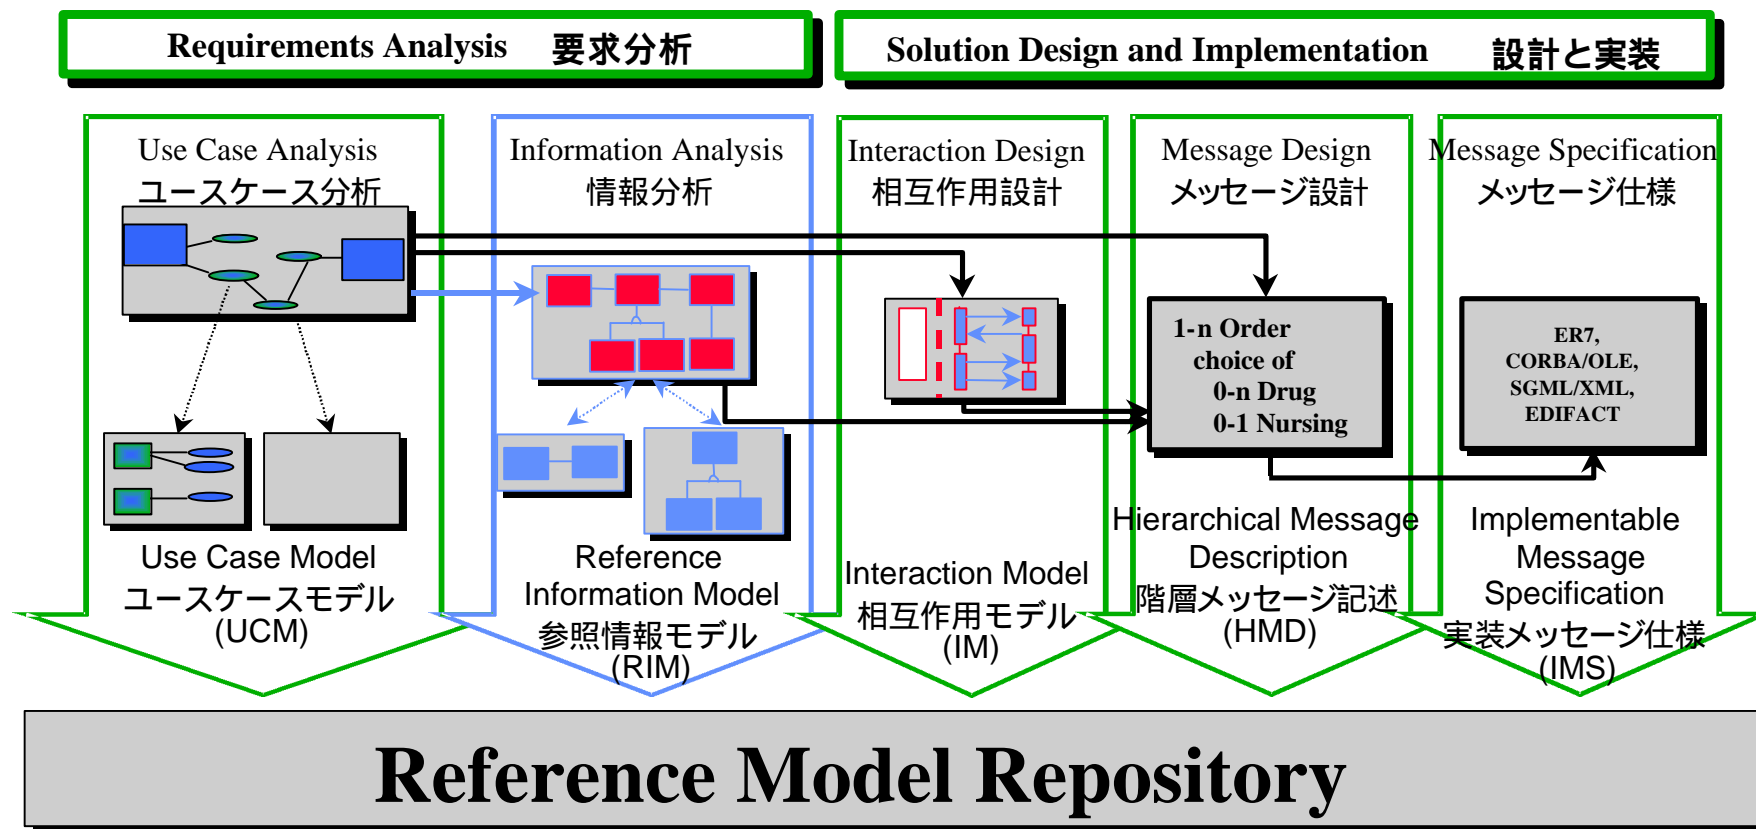 Requirements Analysis 要求分析
Solution Design and Implementation 設計と実装
Use Case Analysis
ユースケース分析
Information Analysis
情報分析
Interaction Design
相互作用設計
Message Design
メッセージ設計
Message Specification
メッセージ仕様
1-n Order
choice of
0-n Drug
0-1 Nursing
ER7,
CORBA/OLE,
SGML/XML,
EDIFACT
Use Case Model
ユースケースモデル
(UCM)
Reference
Information Model
参照情報モデル
(RIM)
Interaction Model
相互作用モデル
(IM)
Hierarchical Message
Description
階層メッセージ記述
(HMD)
Implementable
Message
Specification
実装メッセージ仕様
(IMS)
Reference Model Repository